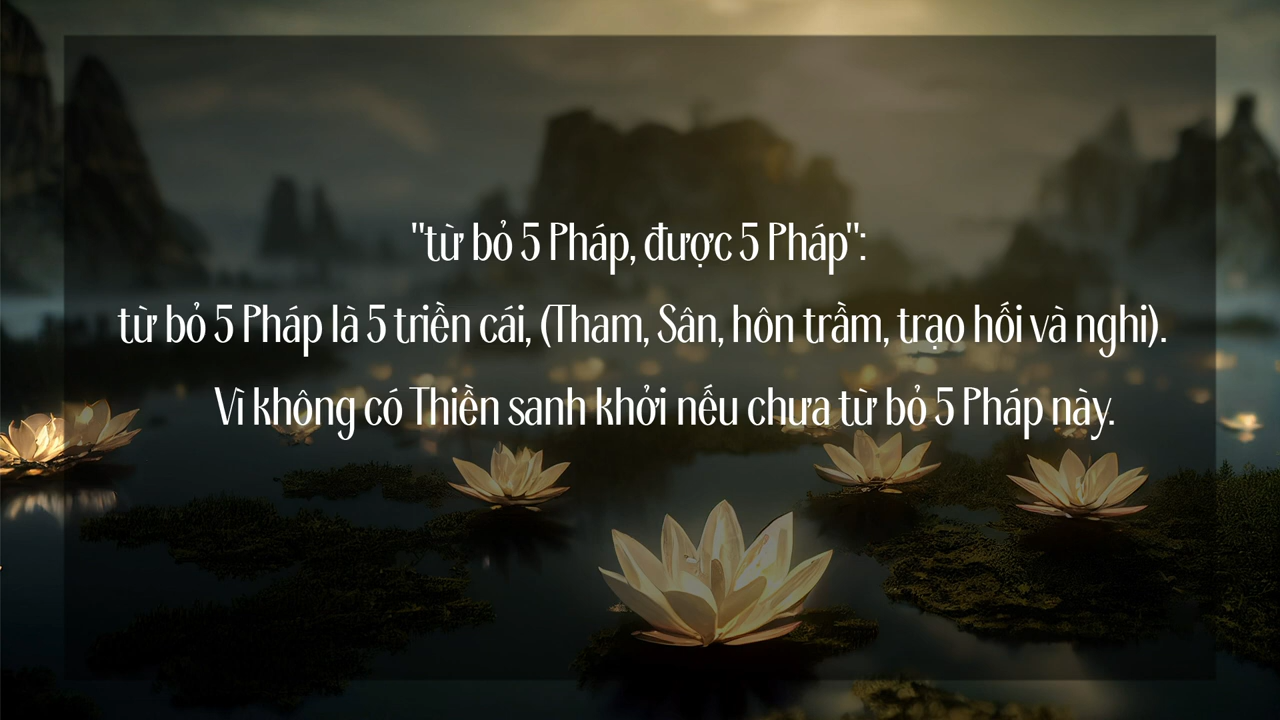 "từ bỏ 5 Pháp, được 5 Pháp":
từ bỏ 5 Pháp là 5 triền cái, (Tham, Sân, hôn trầm, trạo hối và nghi).
Vì không có Thiền sanh khởi nếu chưa từ bỏ 5 Pháp này.